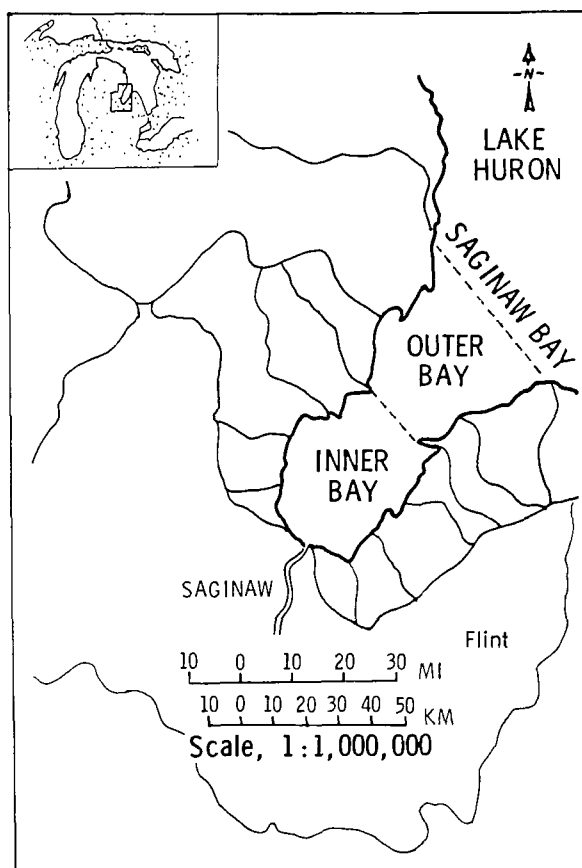 N
LAKE
HURON
SAGINAW BAY
OUTER
BAY
INNER
BAY
SAGINAW
Flint
10 0 10 20 30 MI
10 0 10 20 30 40 50 KM
Scale, 1:1,000,000